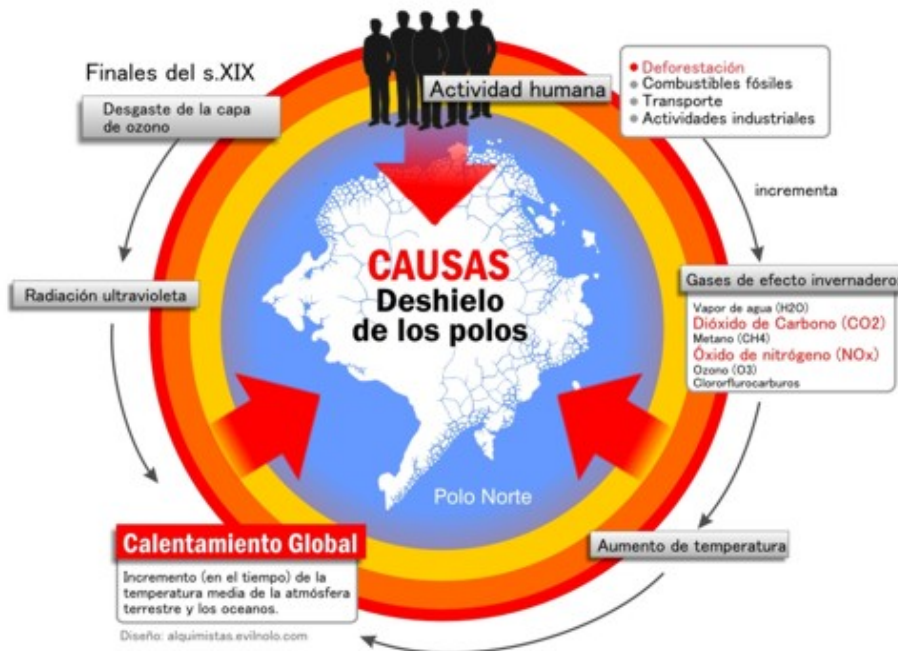 Finales del s.XIX
Desgaste de la capa
de ozono
Actividad humana
• Deforestación
• Combustibles fósiles
• Transporte
• Actividades industriales
incrementa
CAUSAS
Deshielo
de los polos
Radiación ultravioleta
Gases de efecto invernadero
Vapor de agua (H2O)
Dióxido de Carbono (CO2)
Metano (CH4)
Óxido de nitrógeno (NOx)
Ozono (O3)
Clororflurocarburos
Polo Norte
Calentamiento Global
Incremento (en el tiempo) de la
temperatura media de la atmósfera
terrestre y los oceanos.
Aumento de temperatura
Diseño: alquimistas.evilnolo.com